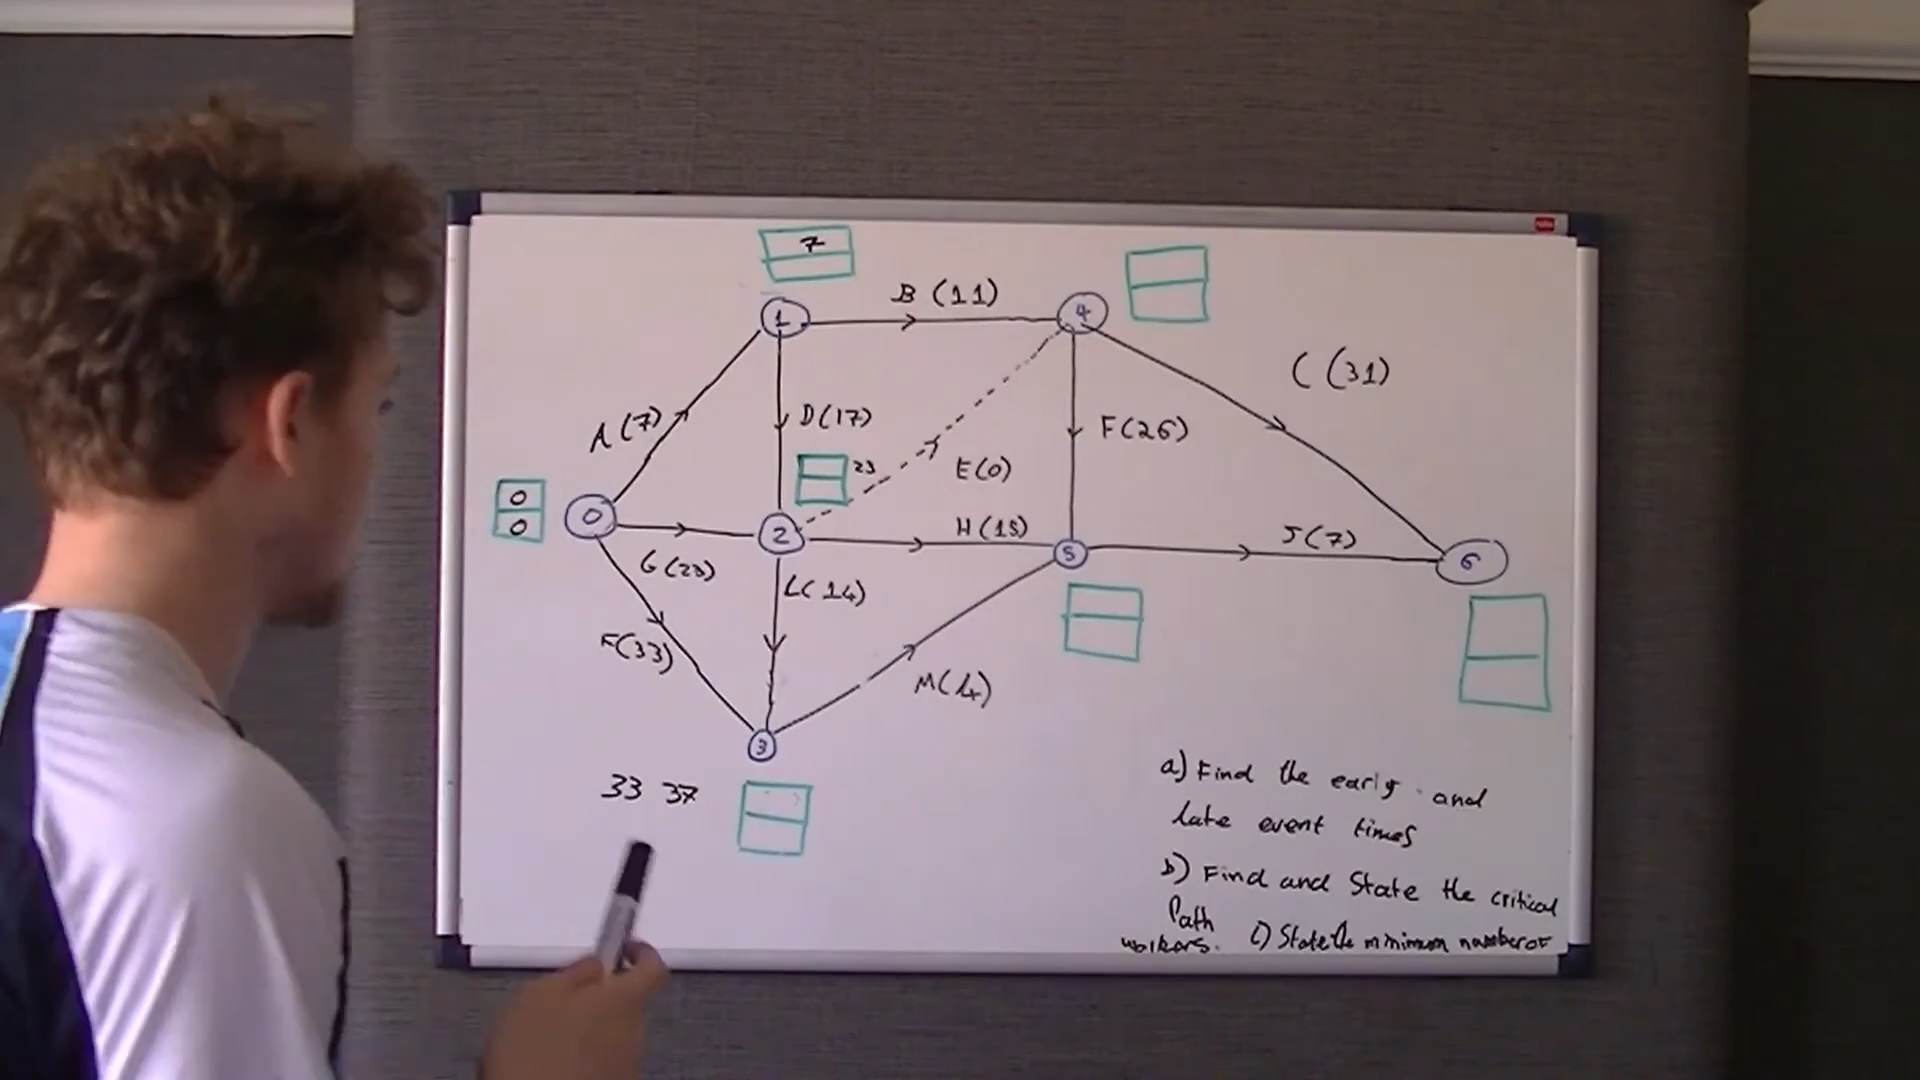 7
B (11)
1
4
C (31)
A (7)
D(17)
F(26)
23
E(0)
0
0
0
2
H(15)
5
J(7)
6
G(23)
L(14)
F(33)
M(4)
3
33 37
a) Find the early and
late event times
b) Find and State the critical
Path
workers. c) State the minimum number of